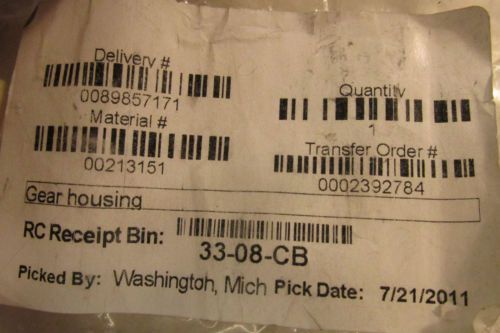 Delivery #
0089857171
Quantity
1
Material #
00213151
Transfer Order #
0002392784
Gear housing
RC Receipt Bin:
33-08-CB
Picked By: Washington, Mich Pick Date: 7/21/2011